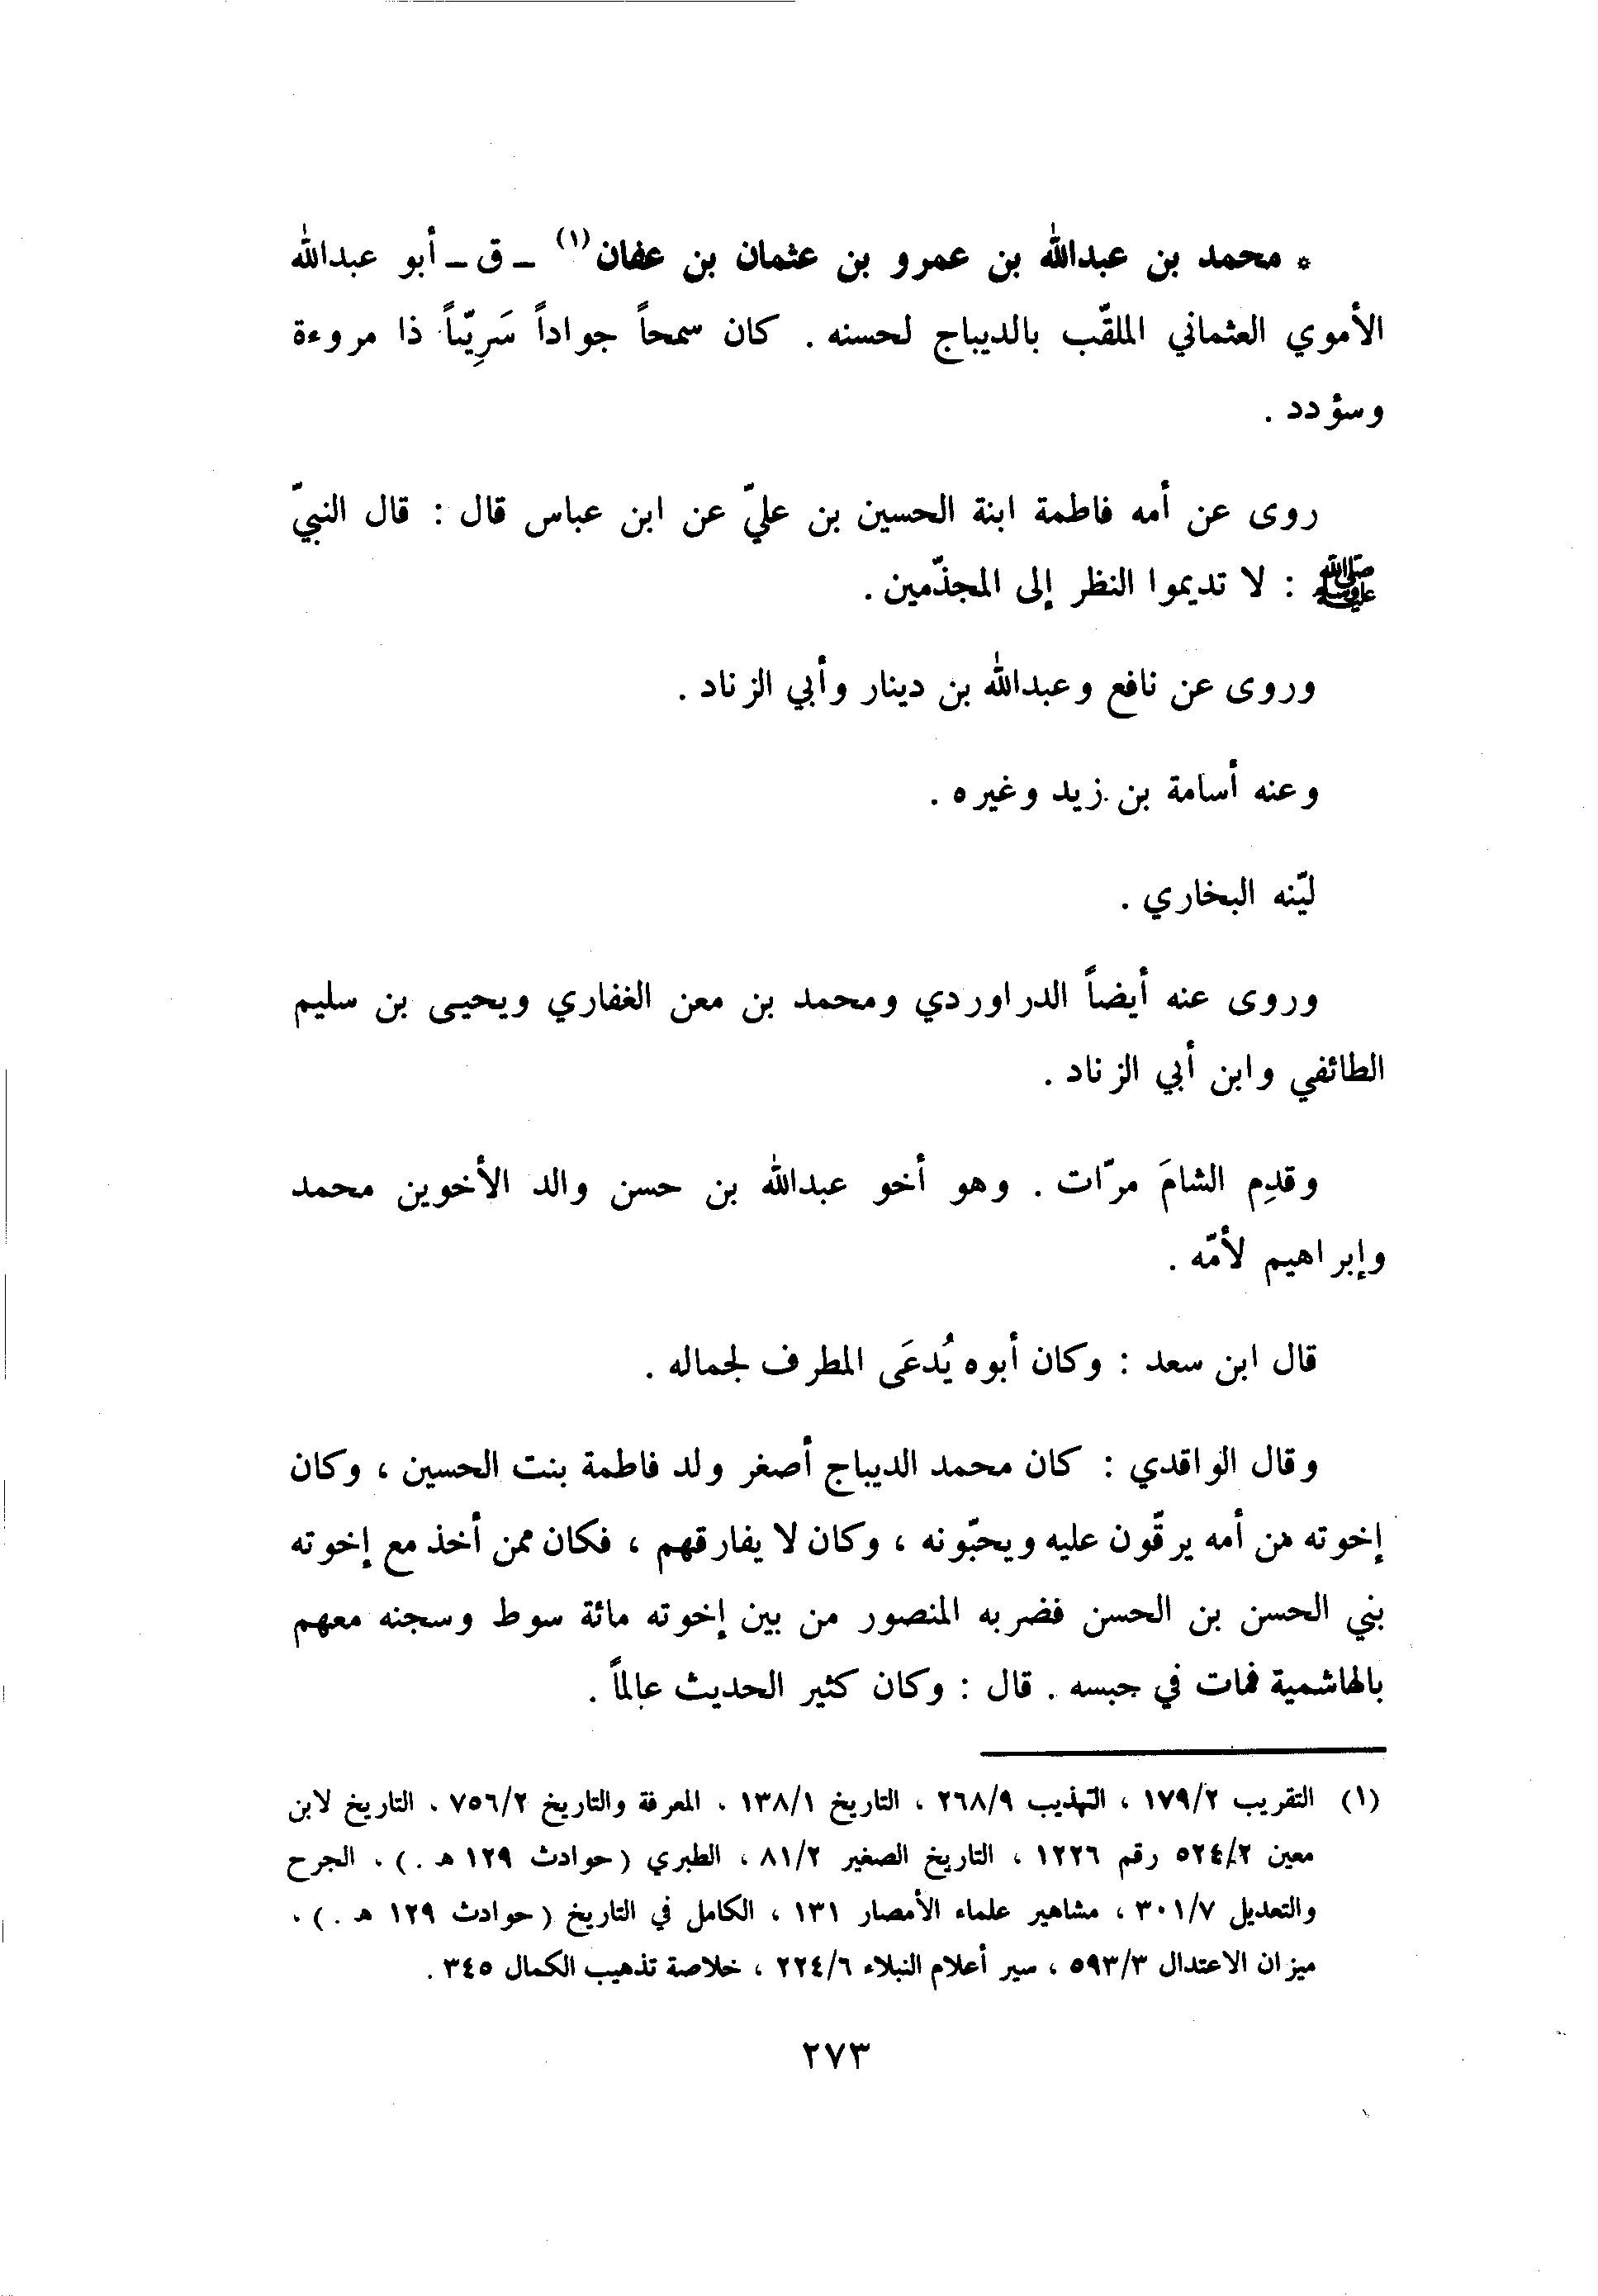 * محمد بن عبدالله بن عمرو بن عثمان بن عفان(١) ـ ق ـ أبو عبدالله
الأموي العثماني الملقّب بالديباج لحسنه . كان سمحاً جواداً سَرِيّاً ذا مروءة
وسؤدد .
روى عن أمه فاطمة ابنة الحسين بن عليّ عن ابن عباس قال : قال النبيّ
ﷺ : لا تديموا النظر إلى المجذّمين .
وروى عن نافع وعبدالله بن دينار وأبي الزناد .
وعنه أسامة بن زيد وغيره .
ليّنه البخاري .
وروى عنه أيضاً الدراوردي ومحمد بن معن الغفاري ويحيى بن سليم
الطائفي وابن أبي الزناد .
وقدِم الشامَ مرّات . وهو أخو عبدالله بن حسن والد الأخوين محمد
وإبراهيم لأمّه .
قال ابن سعد : وكان أبوه يُدعَى المطرف لجماله .
وقال الواقدي : كان محمد الديباج أصغر ولد فاطمة بنت الحسين ، وكان
إخوته من أمه يرقّون عليه ويحبّونه ، وكان لا يفارقهم ، فكان ممن أخذ مع إخوته
بني الحسن بن الحسن فضربه المنصور من بين إخوته مائة سوط وسجنه معهم
بالهاشمية فمات في حبسه . قال : وكان كثير الحديث عالماً .
(١) التقريب ١٧٩/٢ ، التهذيب ٢٦٨/٩ ، التاريخ ١٣٨/١ . المعرفة والتاريخ ٧٥٦/٢ . التاريخ لابن
معين ٥٢٤/٢ رقم ١٢٢٦ ، التاريخ الصغير ٨١/٢ ، الطبري (حوادث ١٢٩ هـ .) . الجرح
والتعديل ٣٠١/٧ ، مشاهير علماء الأمصار ١٣١ ، الكامل في التاريخ (حوادث ١٢٩ هـ .) .
ميزان الاعتدال ٥٩٣/٣ ، سير أعلام النبلاء ٢٢٤/٦ ، خلاصة تذهيب الكمال ٣٤٥ .
٢٧٣